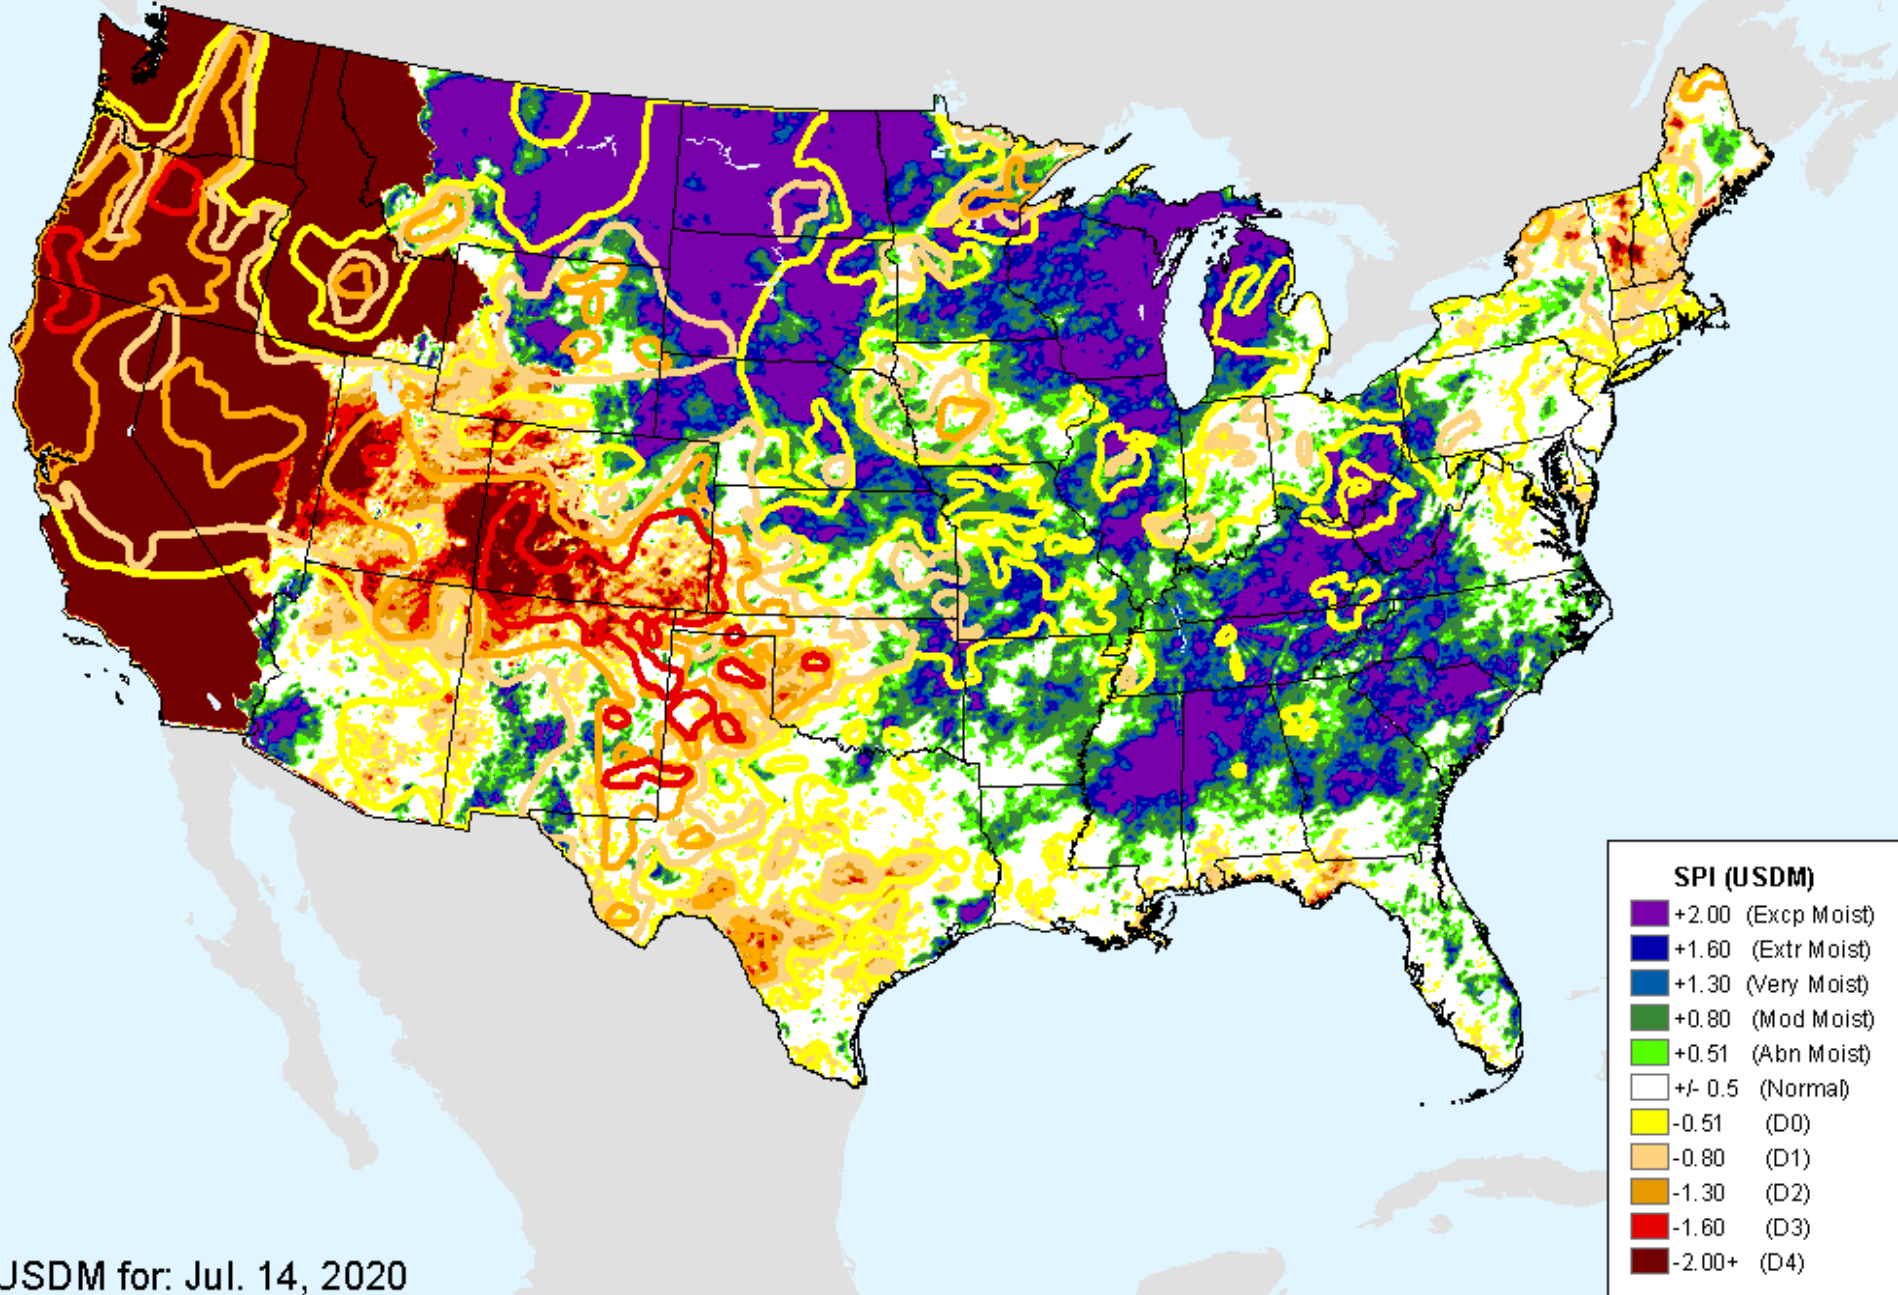 SPI (USDM)
+2.00 (Excp Moist)
+1.60 (Extr Moist)
+1.30 (Very Moist)
+0.80 (Mod Moist)
+0.51 (Abn Moist)
+/- 0.5 (Normal)
-0.51 (D0)
-0.80 (D1)
-1.30 (D2)
-1.60 (D3)
-2.00+ (D4)
USDM for: Jul. 14, 2020